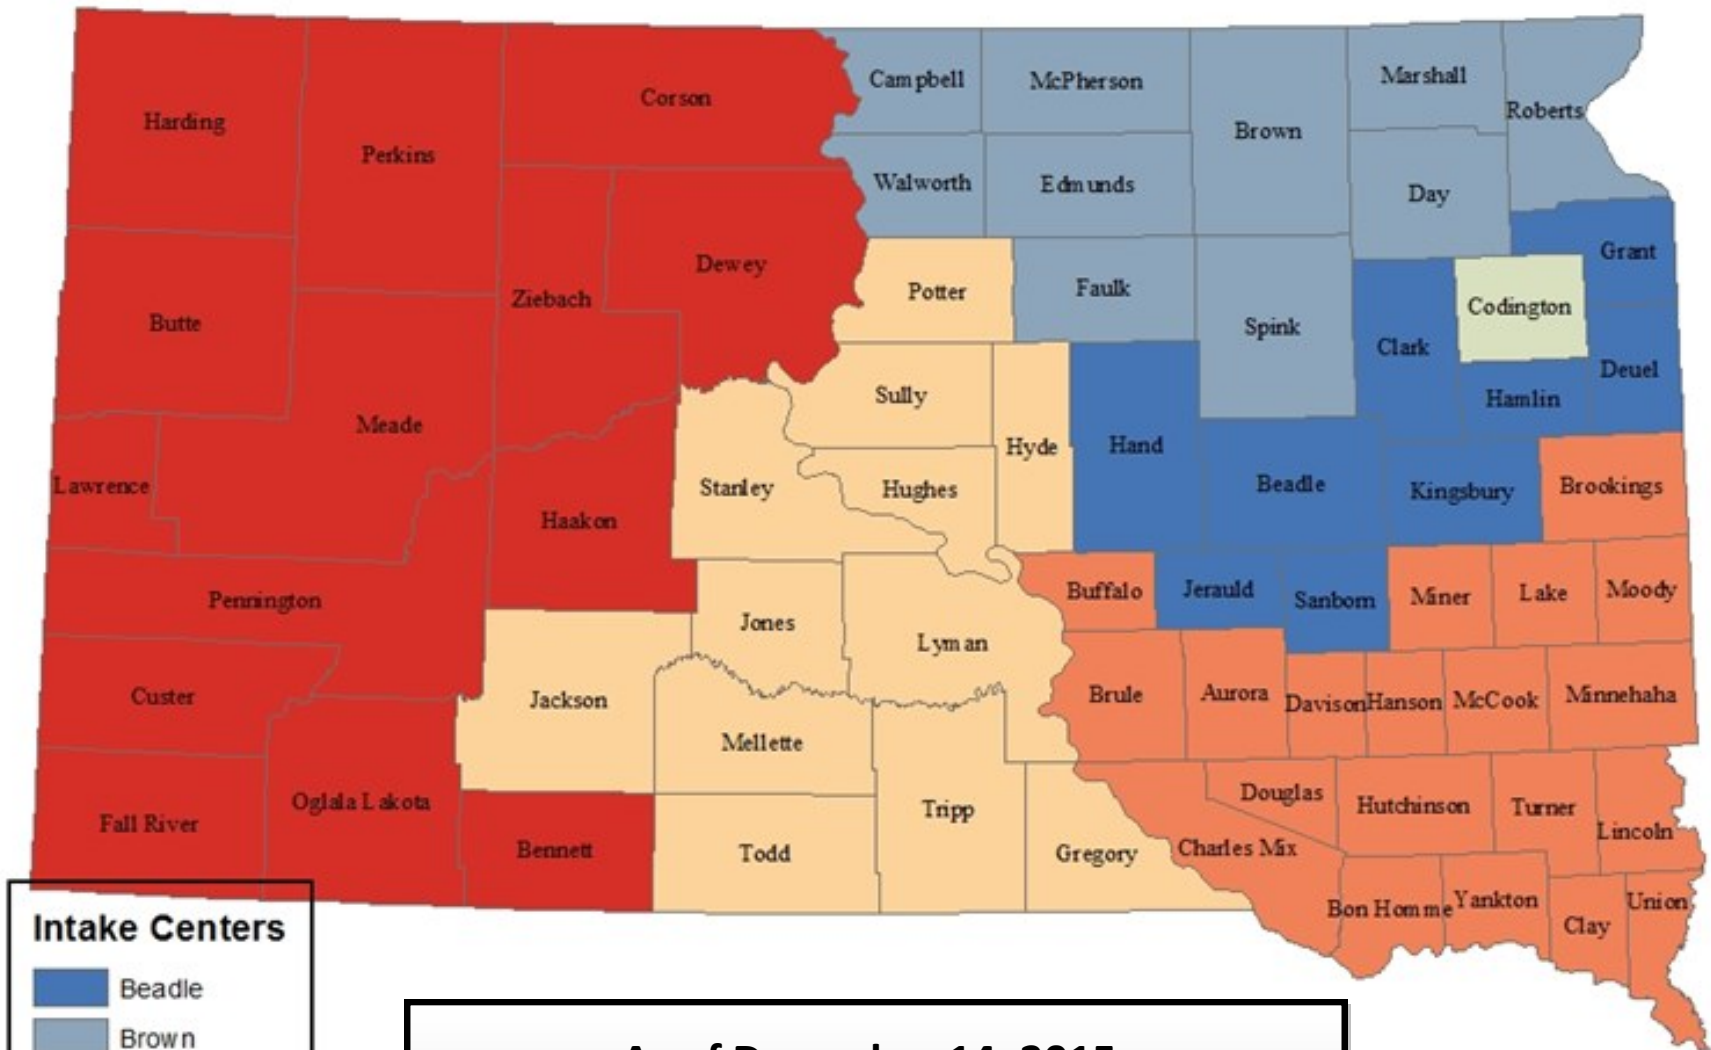 Harding
Perkins
Corson
Campbell
McPherson
Brown
Marshall
Roberts
Walworth
Edmunds
Day
Butte
Ziebach
Dewey
Potter
Faulk
Spink
Clark
Codington
Grant
Deuel
Hamlin
Meade
Sully
Hyde
Hand
Beadle
Kingsbury
Brookings
Lawrence
Haakon
Stanley
Hughes
Pennington
Jones
Lyman
Buffalo
Jerauld
Sanborn
Miner
Lake
Moody
Custer
Jackson
Mellette
Brule
Aurora
Davison
Hanson
McCook
Minnehaha
Fall River
Oglala Lakota
Bennett
Todd
Tripp
Gregory
Charles Mix
Douglas
Hutchinson
Turner
Lincoln
Bon Homme
Yankton
Clay
Union
Intake Centers
Beadle
Brown